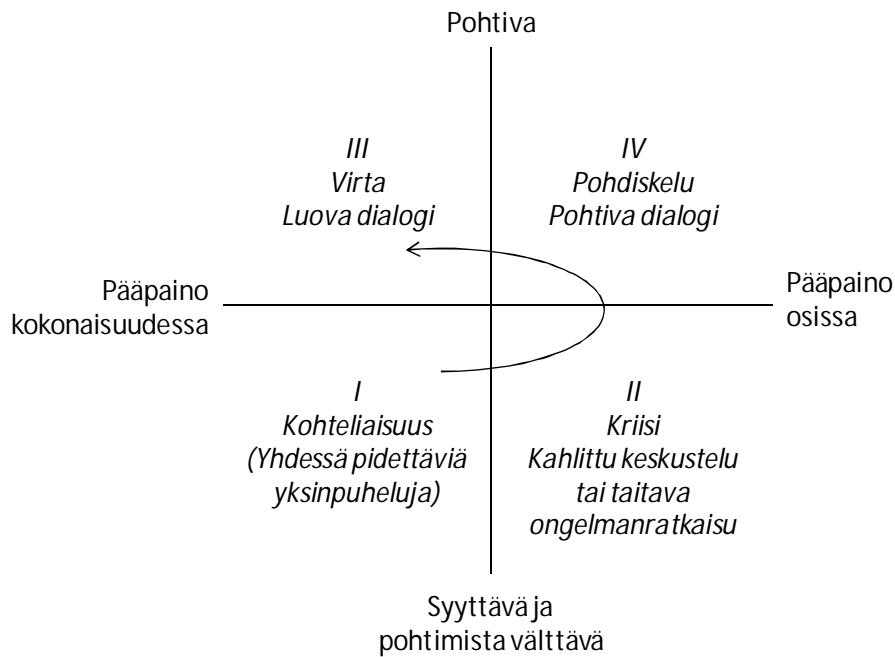 Pohtiva
III
Virta
Luova dialogi
IV
Pohdiskelu
Pohtiva dialogi
Pääpaino
kokonaisuudessa
Pääpaino
osissa
I
Kohteliaisuus
(Yhdessä pidettäviä
yksinpuheluja)
II
Kriisi
Kahlittu keskustelu
tai taitava
ongelmanratkaisu
Syyttävä ja
pohtimista välttävä